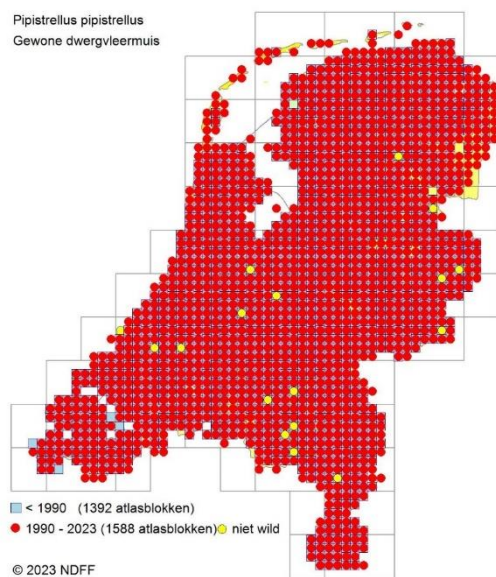 Pipistrellus pipistrellus
Gewone dwergvleermuis
< 1990 (1392 atlasblokken)
1990 - 2023 (1588 atlasblokken) niet wild
© 2023 NDFF